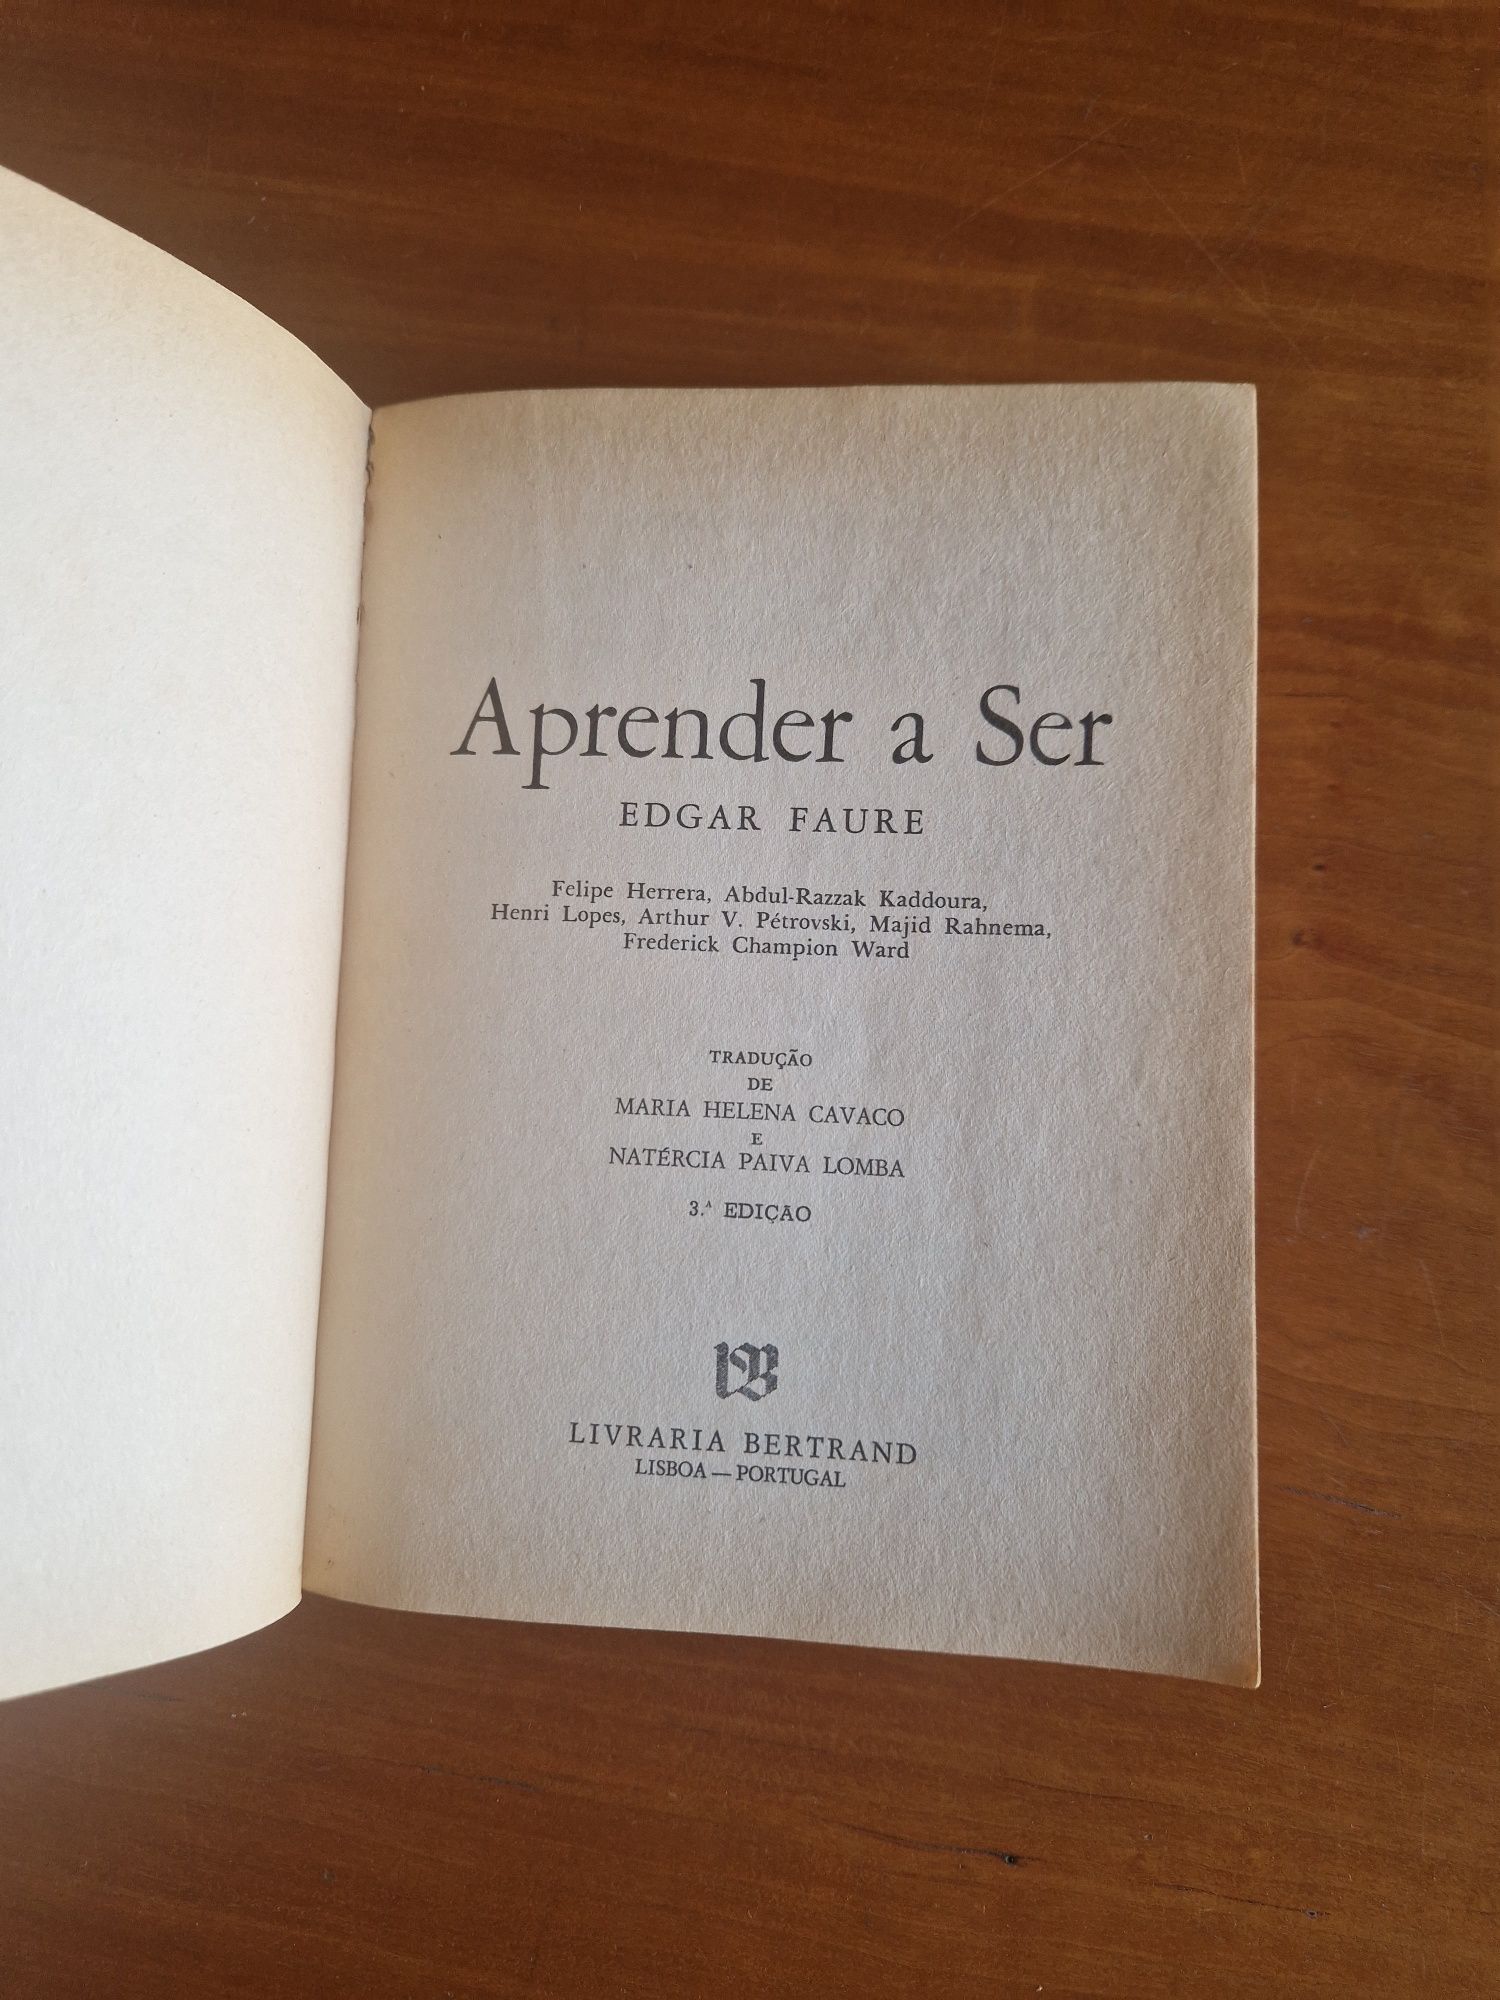 Aprender a Ser
EDGAR FAURE
Felipe Herrera, Abdul-Razzak Kaddoura,
Henri Lopes, Arthur V. Pétrovski, Majid Rahnema,
Frederick Champion Ward
TRADUÇÃO
DE
MARIA HELENA CAVACO
E
NATÉRCIA PAIVA LOMBA
3.ᴬ EDIÇÃO
LIVRARIA BERTRAND
LISBOA — PORTUGAL